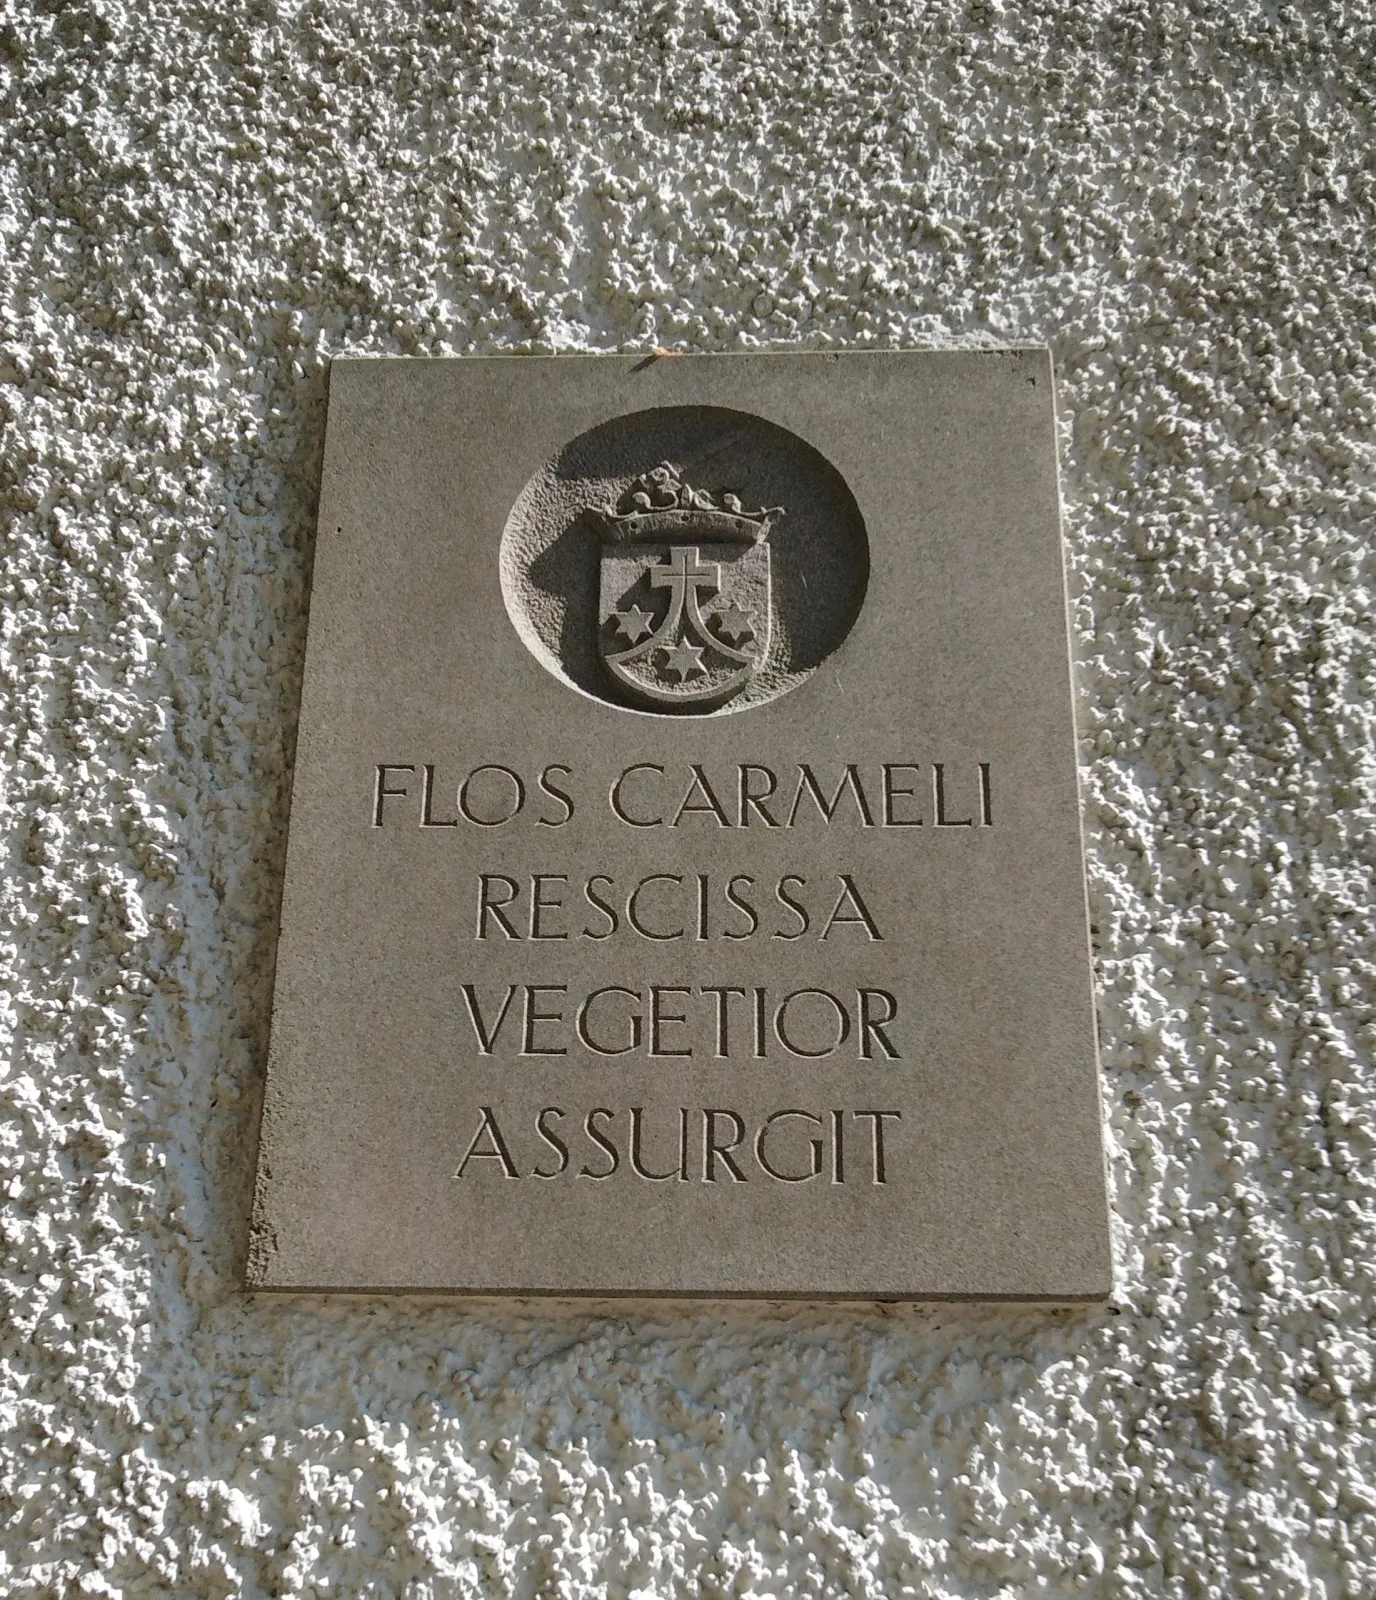 FLOS CARMELI
RESCISSA
VEGETIOR
ASSURGIT